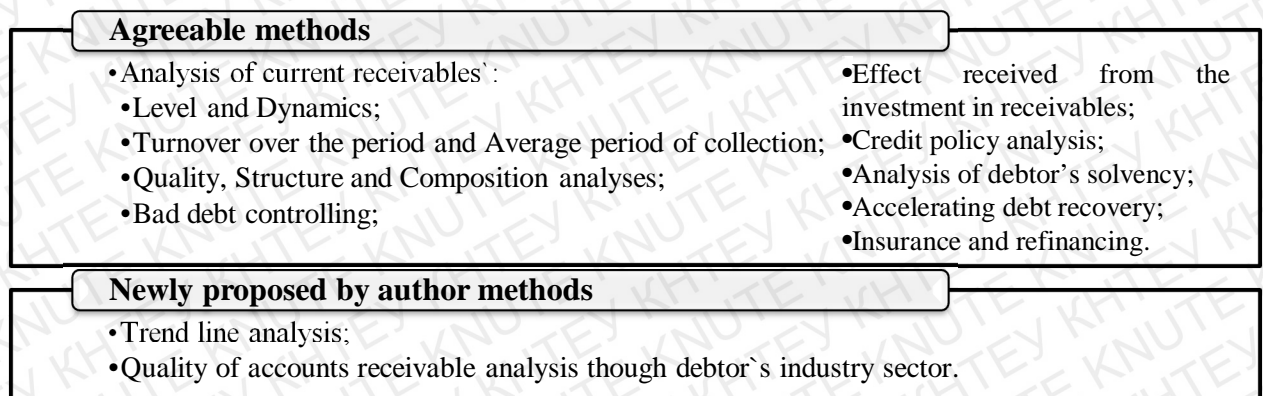 Agreeable methods
•Analysis of current receivables`:
•Level and Dynamics;
•Turnover over the period and Average period of collection;
•Quality, Structure and Composition analyses;
•Bad debt controlling;
•Effect received from the
investment in receivables;
•Credit policy analysis;
•Analysis of debtor’s solvency;
•Accelerating debt recovery;
•Insurance and refinancing.
Newly proposed by author methods
•Trend line analysis;
•Quality of accounts receivable analysis though debtor`s industry sector.